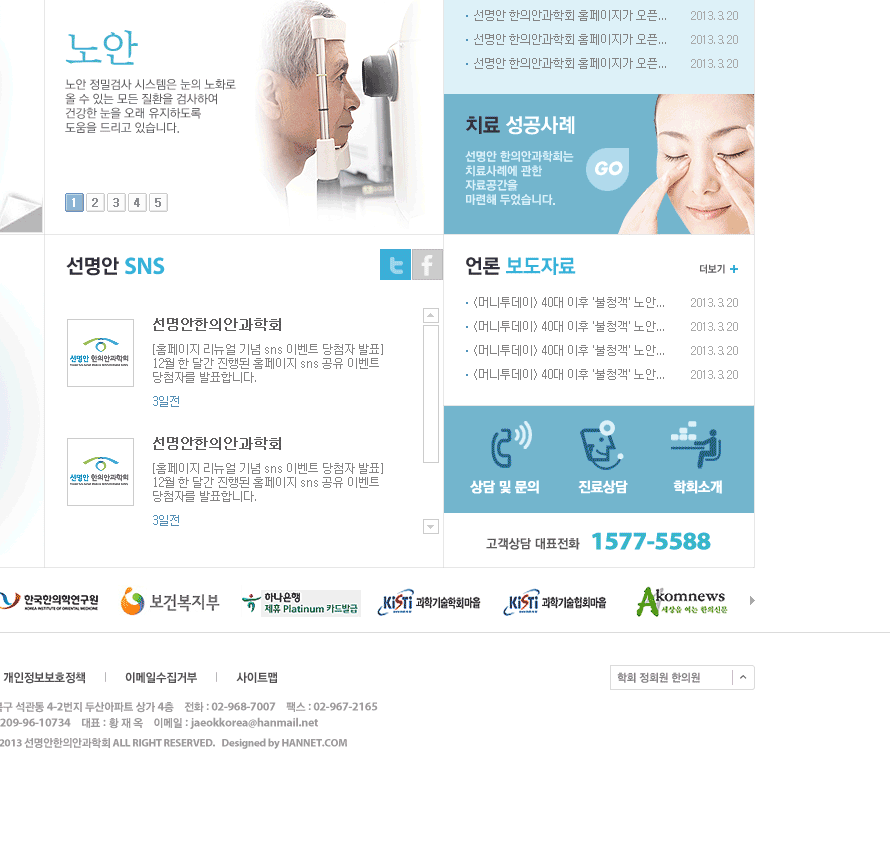 노안
노안 정밀검사 시스템은 눈의 노화로
올 수 있는 모든 질환을 검사하여
건강한 눈을 오래 유지하도록
도움을 드리고 있습니다.
1 2 3 4 5
· 선명안 한의안과학회 홈페이지가 오픈... 2013.3.20
· 선명안 한의안과학회 홈페이지가 오픈... 2013.3.20
· 선명안 한의안과학회 홈페이지가 오픈... 2013.3.20
치료 성공사례
선명안 한의안과학회는
치료사례에 관한
자료공간을
마련해 두었습니다.
GO
선명안 SNS
선명안 한의안과학회
선명안한의안과학회
[홈페이지 리뉴얼 기념 sns 이벤트 당첨자 발표]
12월 한 달간 진행된 홈페이지 sns 공유 이벤트
당첨자를 발표합니다.
3일전
선명안 한의안과학회
선명안한의안과학회
[홈페이지 리뉴얼 기념 sns 이벤트 당첨자 발표]
12월 한 달간 진행된 홈페이지 sns 공유 이벤트
당첨자를 발표합니다.
3일전
언론 보도자료
더보기 +
· <머니투데이> 40대 이후 '불청객' 노안... 2013.3.20
· <머니투데이> 40대 이후 '불청객' 노안... 2013.3.20
· <머니투데이> 40대 이후 '불청객' 노안... 2013.3.20
· <머니투데이> 40대 이후 '불청객' 노안... 2013.3.20
상담 및 문의 진료상담 학회소개
고객상담 대표전화 1577-5588
한국한의학연구원
KOREA INSTITUTE OF ORIENTAL MEDICINE
보건복지부
하나은행
제휴 Platinum 카드발급
KiSTi 과학기술학회마을
KiSTi 과학기술협회마을
Akomnews
세상을 여는 한의신문
개인정보보호정책 | 이메일수집거부 | 사이트맵
학회 정회원 한의원
북구 석관동 4-2번지 두산아파트 상가 4층 전화 : 02-968-7007 팩스 : 02-967-2165
209-96-10734 대표 : 황 재 옥 이메일 : jaeokkorea@hanmail.net
2013 선명안한의안과학회 ALL RIGHT RESERVED. Designed by HANNET.COM